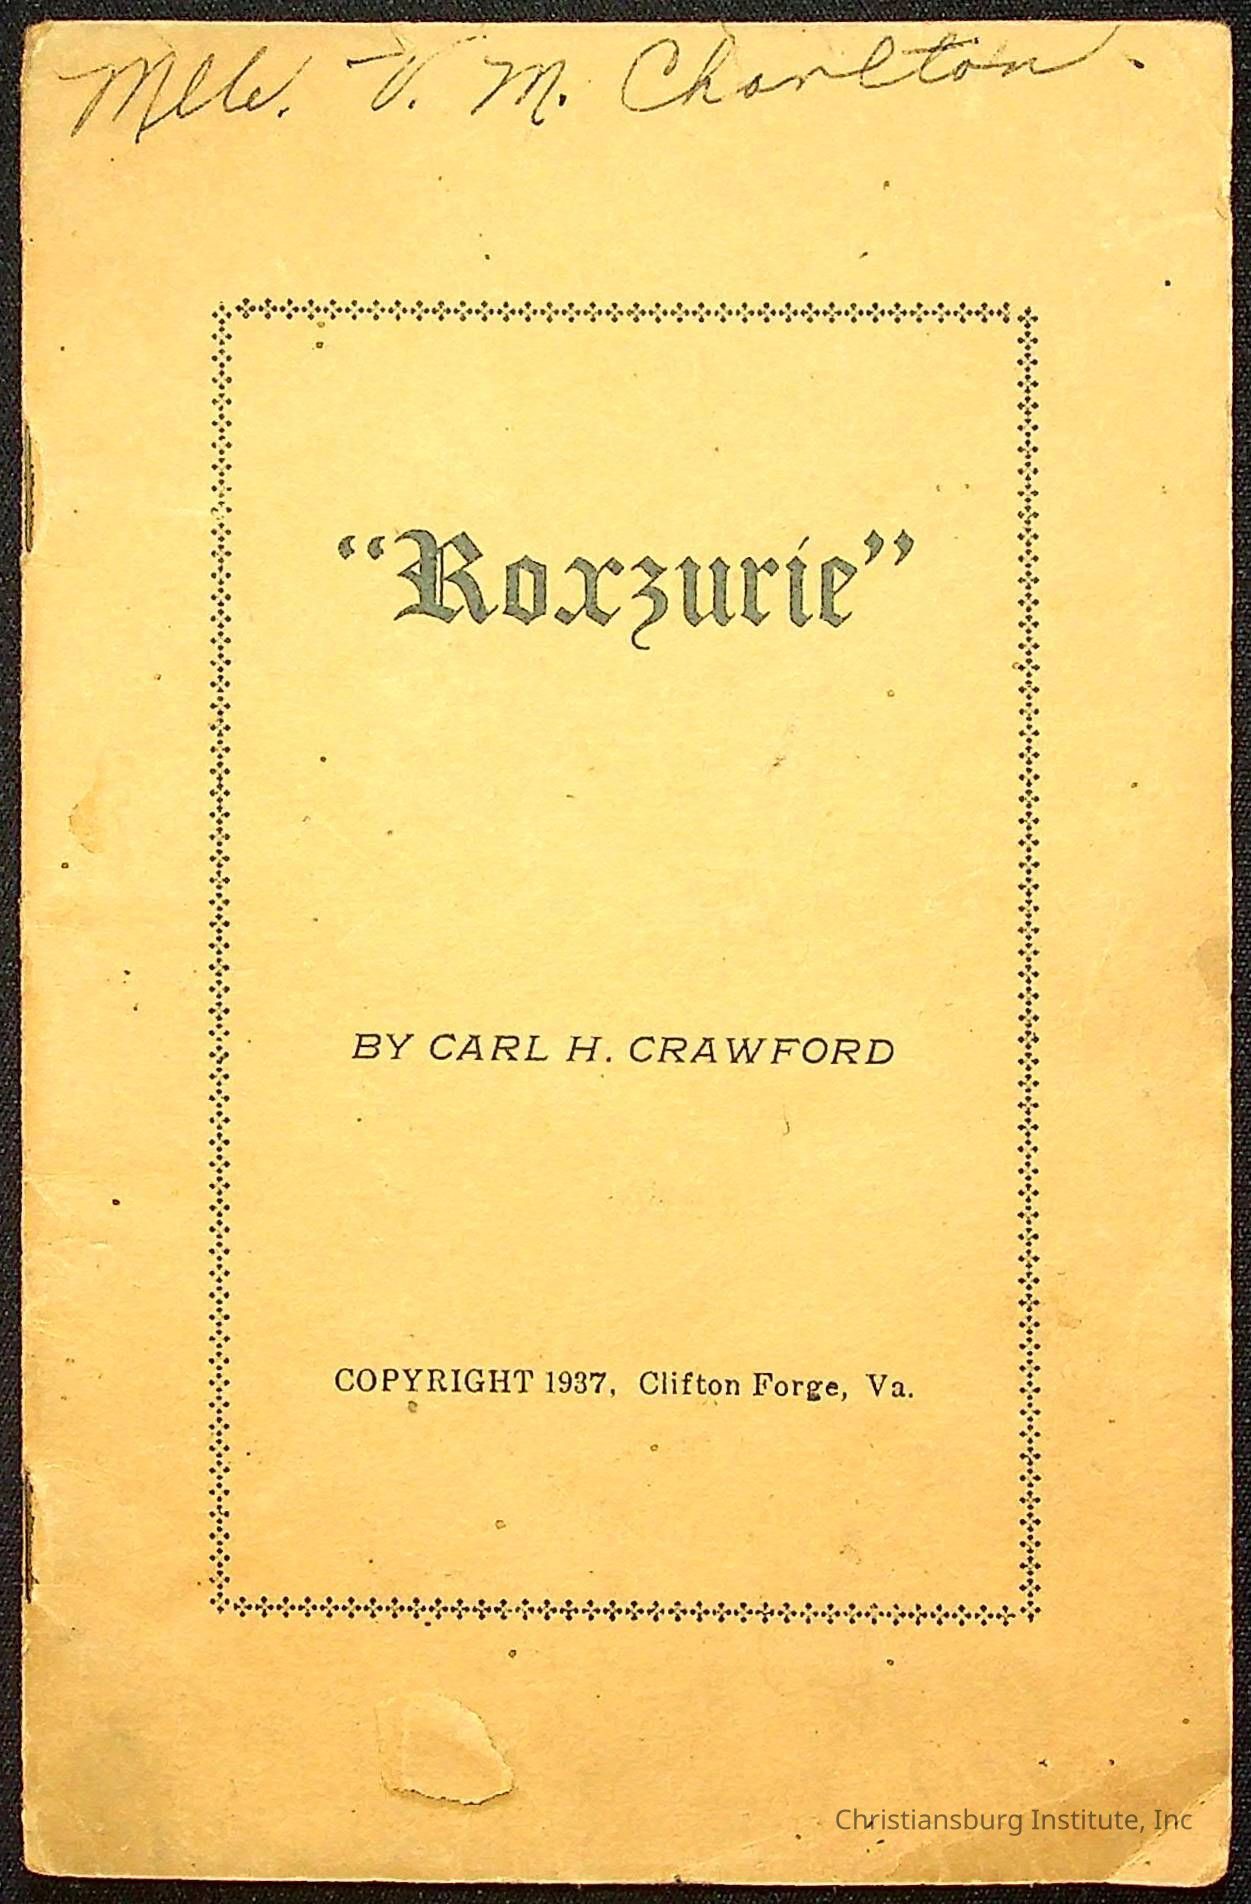 Mlle. V. M. Charlton.
“Roxzurie”
BY CARL H. CRAWFORD
COPYRIGHT 1937, Clifton Forge, Va.
Christiansburg Institute, Inc